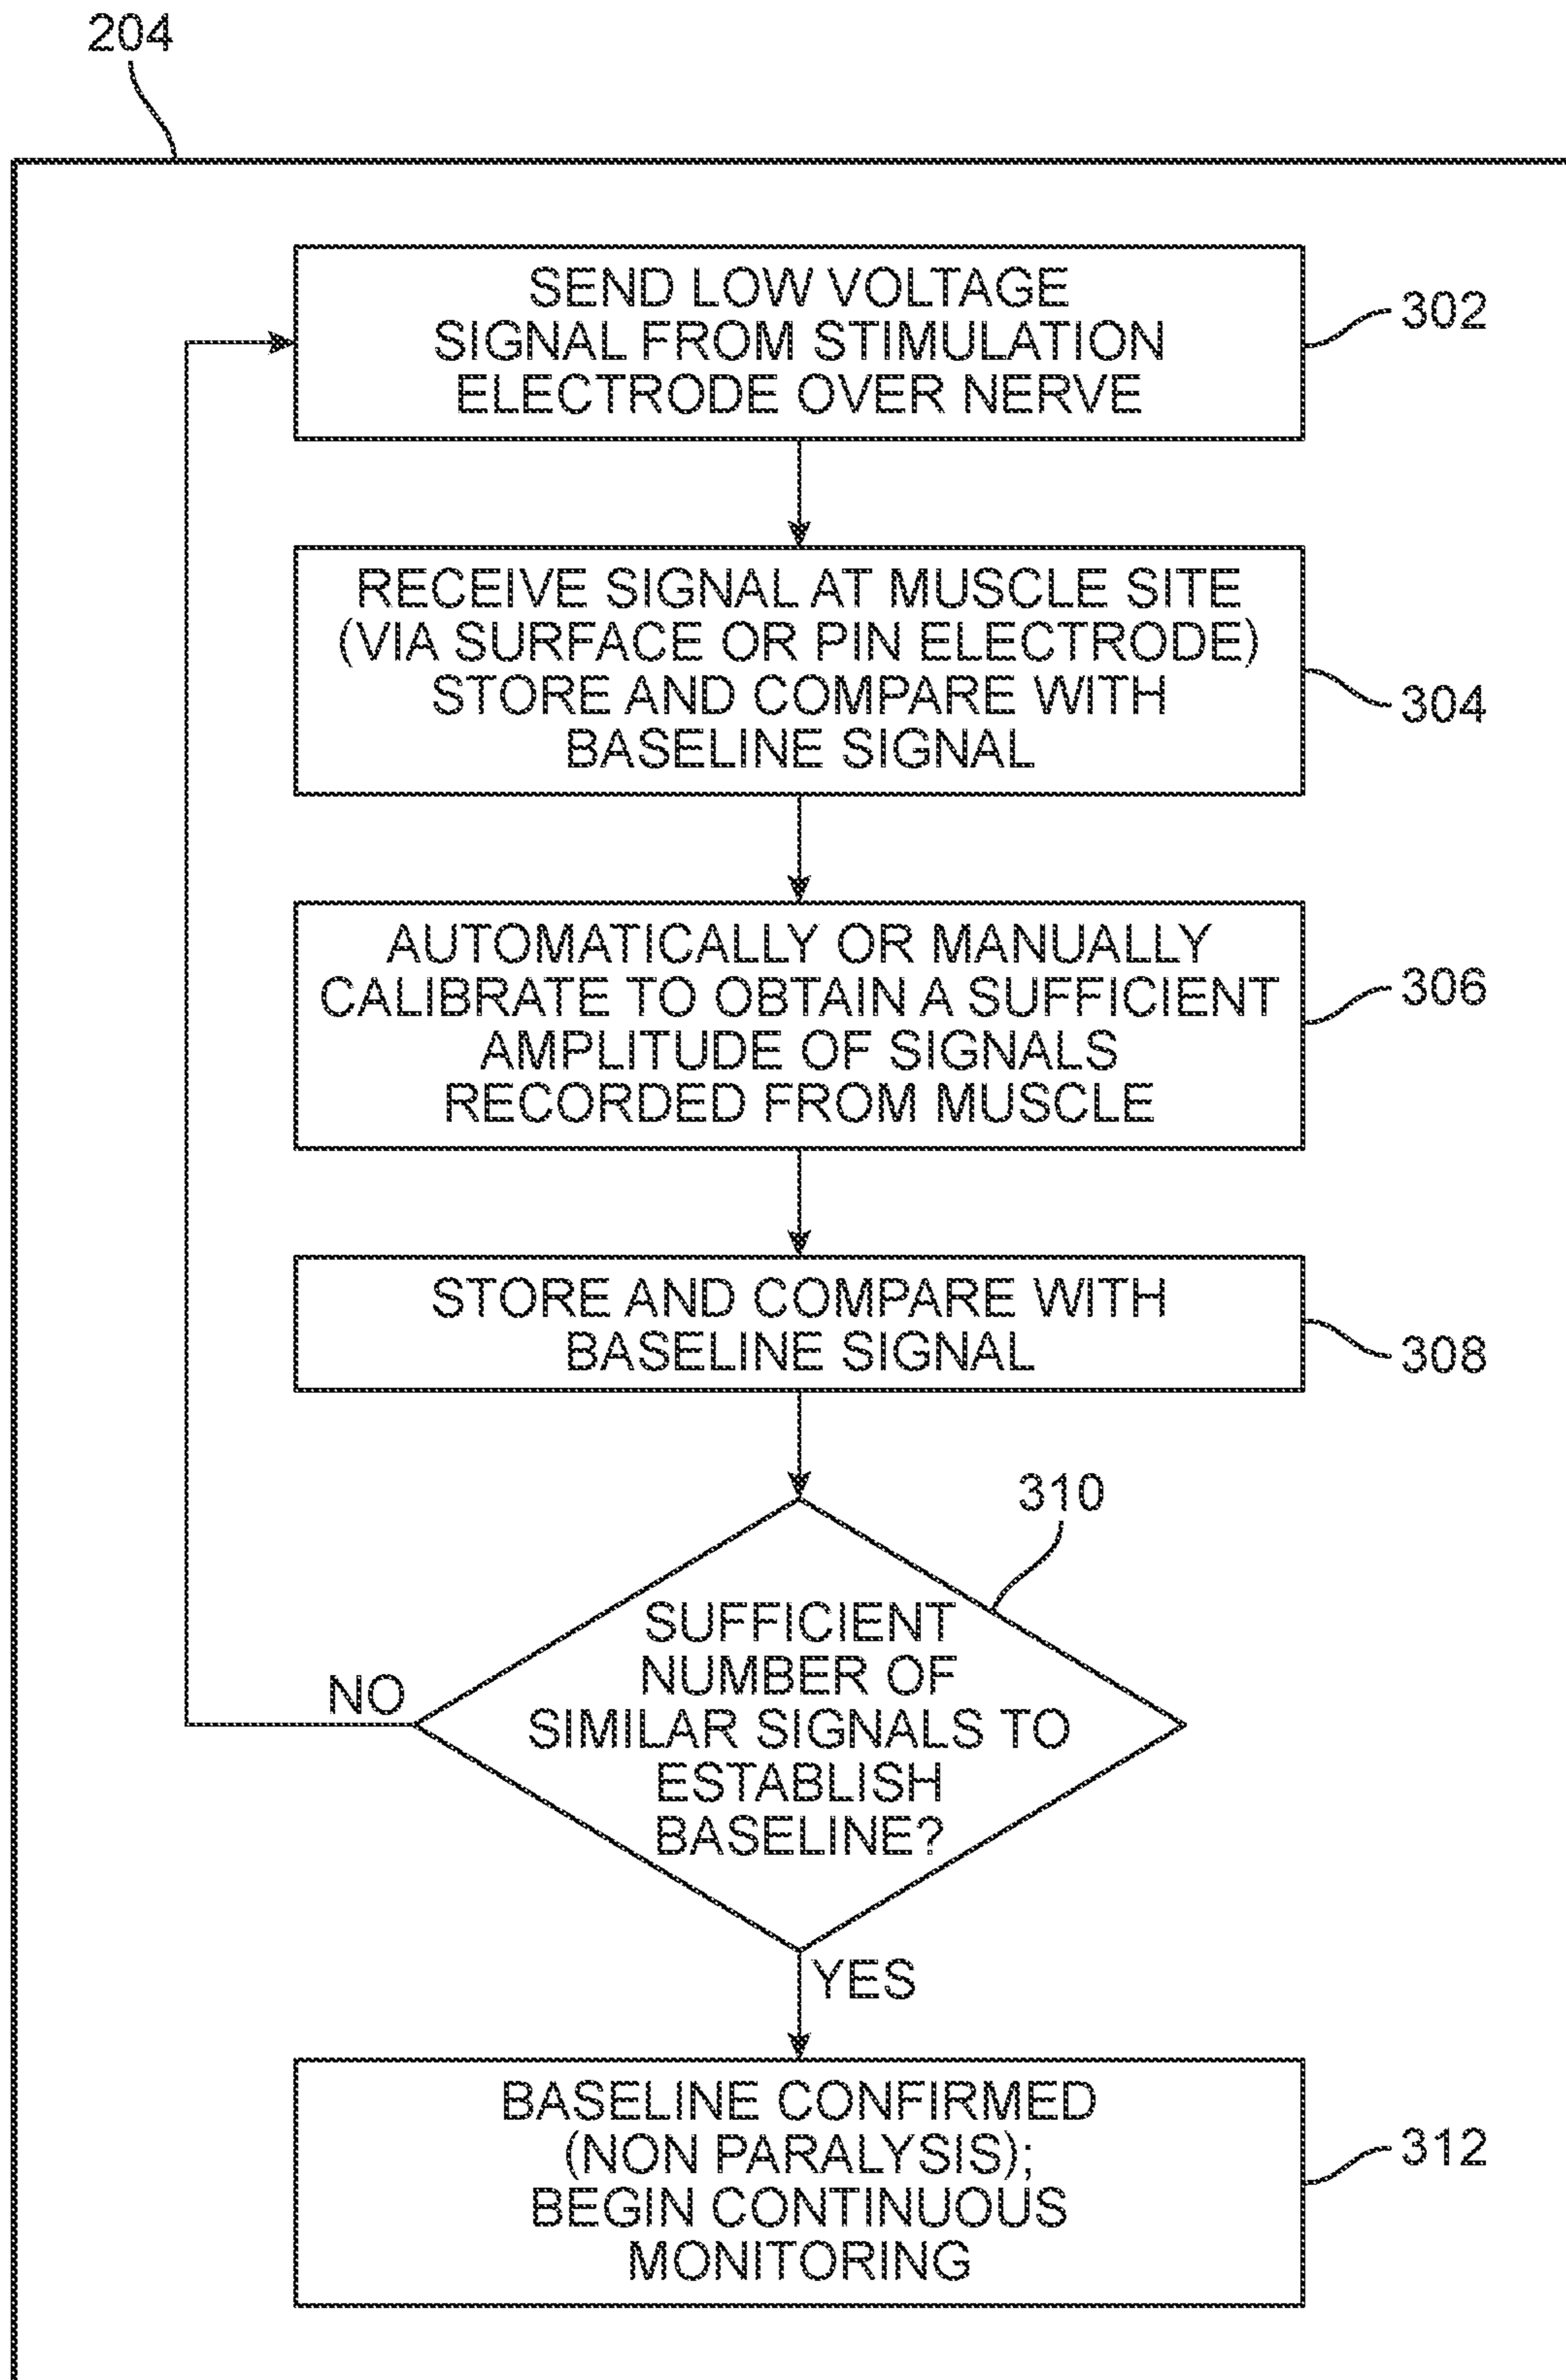 204
SEND LOW VOLTAGE
SIGNAL FROM STIMULATION
ELECTRODE OVER NERVE
302
RECEIVE SIGNAL AT MUSCLE SITE
(VIA SURFACE OR PIN ELECTRODE)
STORE AND COMPARE WITH
BASELINE SIGNAL
304
AUTOMATICALLY OR MANUALLY
CALIBRATE TO OBTAIN A SUFFICIENT
AMPLITUDE OF SIGNALS
RECORDED FROM MUSCLE
306
STORE AND COMPARE WITH
BASELINE SIGNAL
308
310
SUFFICIENT
NUMBER OF
SIMILAR SIGNALS TO
ESTABLISH
BASELINE?
NO
YES
BASELINE CONFIRMED
(NON PARALYSIS);
BEGIN CONTINUOUS
MONITORING
312